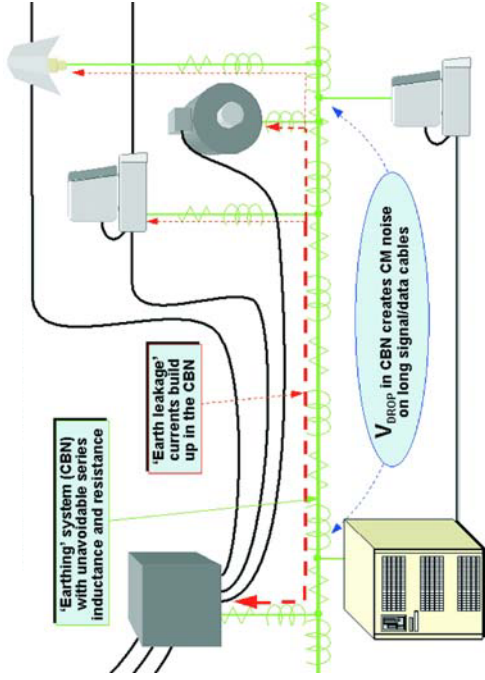 'Earthing' system (CBN)
with unavoidable series
inductance and resistance
'Earth leakage'
currents build
up in the CBN
VDROP in CBN creates CM noise
on long signal/data cables